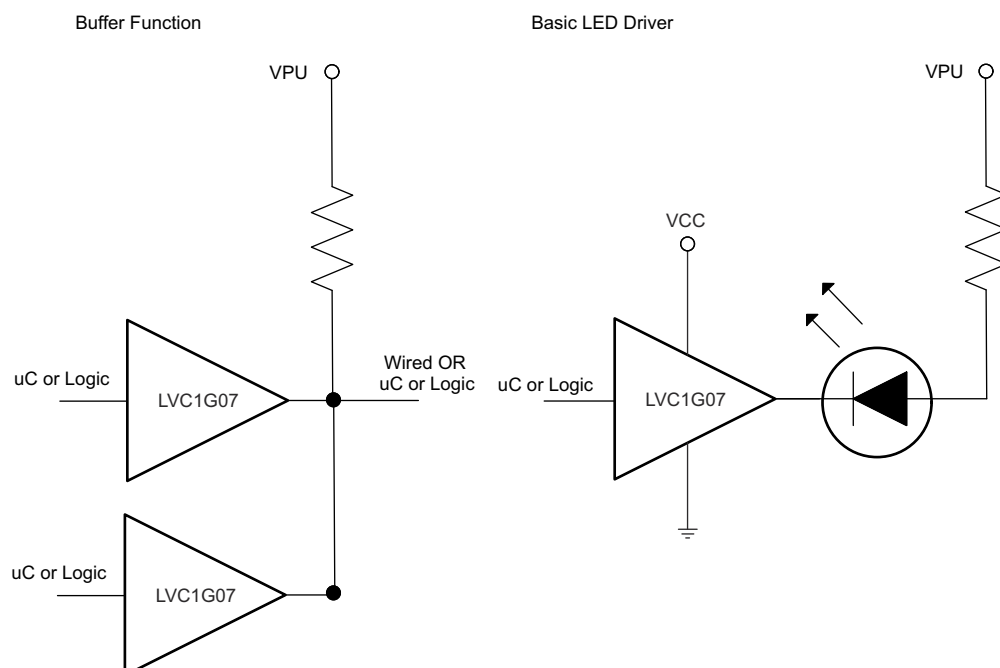 Buffer Function
VPU
uC or Logic
LVC1G07
Wired OR
uC or Logic
uC or Logic
LVC1G07
Basic LED Driver
VPU
VCC
uC or Logic
LVC1G07